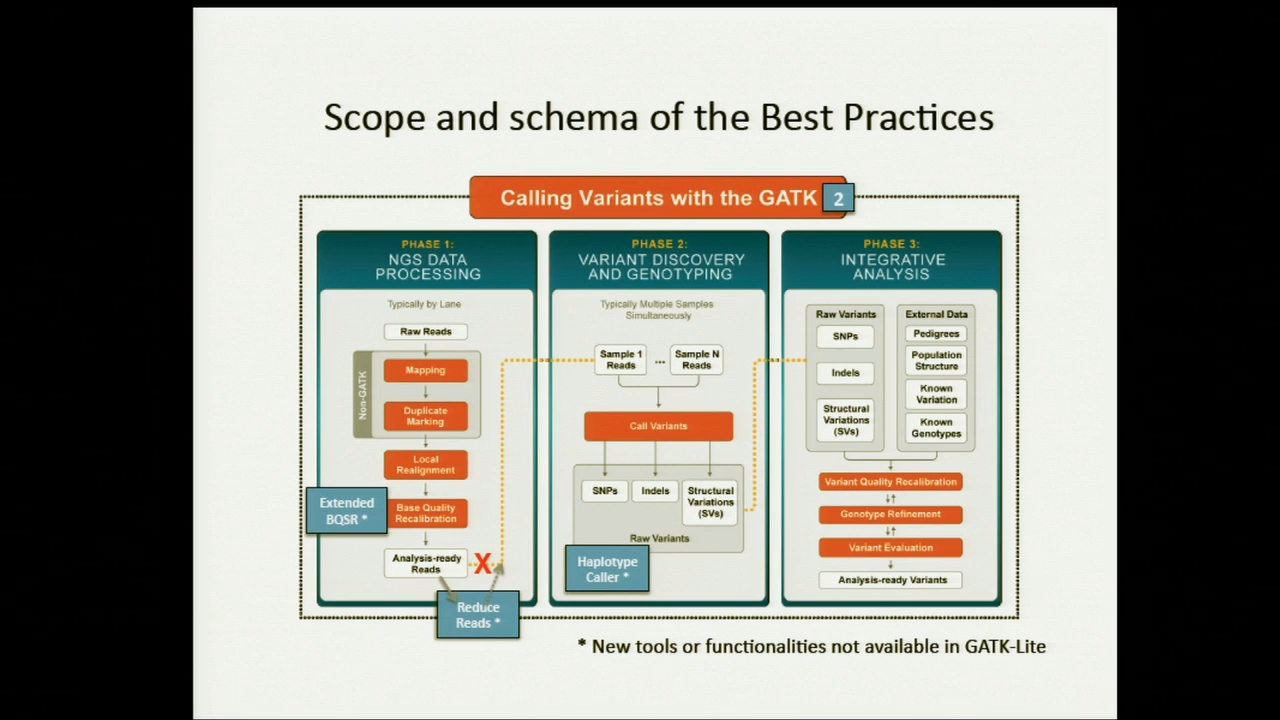 Scope and schema of the Best Practices
Calling Variants with the GATK 2
PHASE 1:
NGS DATA
PROCESSING
Typically by Lane
Raw Reads
Non-GATK
Mapping
Duplicate
Marking
Local
Realignment
Extended
BQSR *
Base Quality
Recalibration
Analysis-ready
Reads
X
Reduce
Reads *
PHASE 2:
VARIANT DISCOVERY
AND GENOTYPING
Typically Multiple Samples
Simultaneously
Sample 1
Reads
...
Sample N
Reads
Call Variants
SNPs
Indels
Structural
Variations
(SVs)
Raw Variants
Haplotype
Caller *
PHASE 3:
INTEGRATIVE
ANALYSIS
Raw Variants
SNPs
Indels
Structural
Variations
(SVs)
External Data
Pedigrees
Population
Structure
Known
Variation
Known
Genotypes
Variant Quality Recalibration
Genotype Refinement
Variant Evaluation
Analysis-ready Variants
* New tools or functionalities not available in GATK-Lite